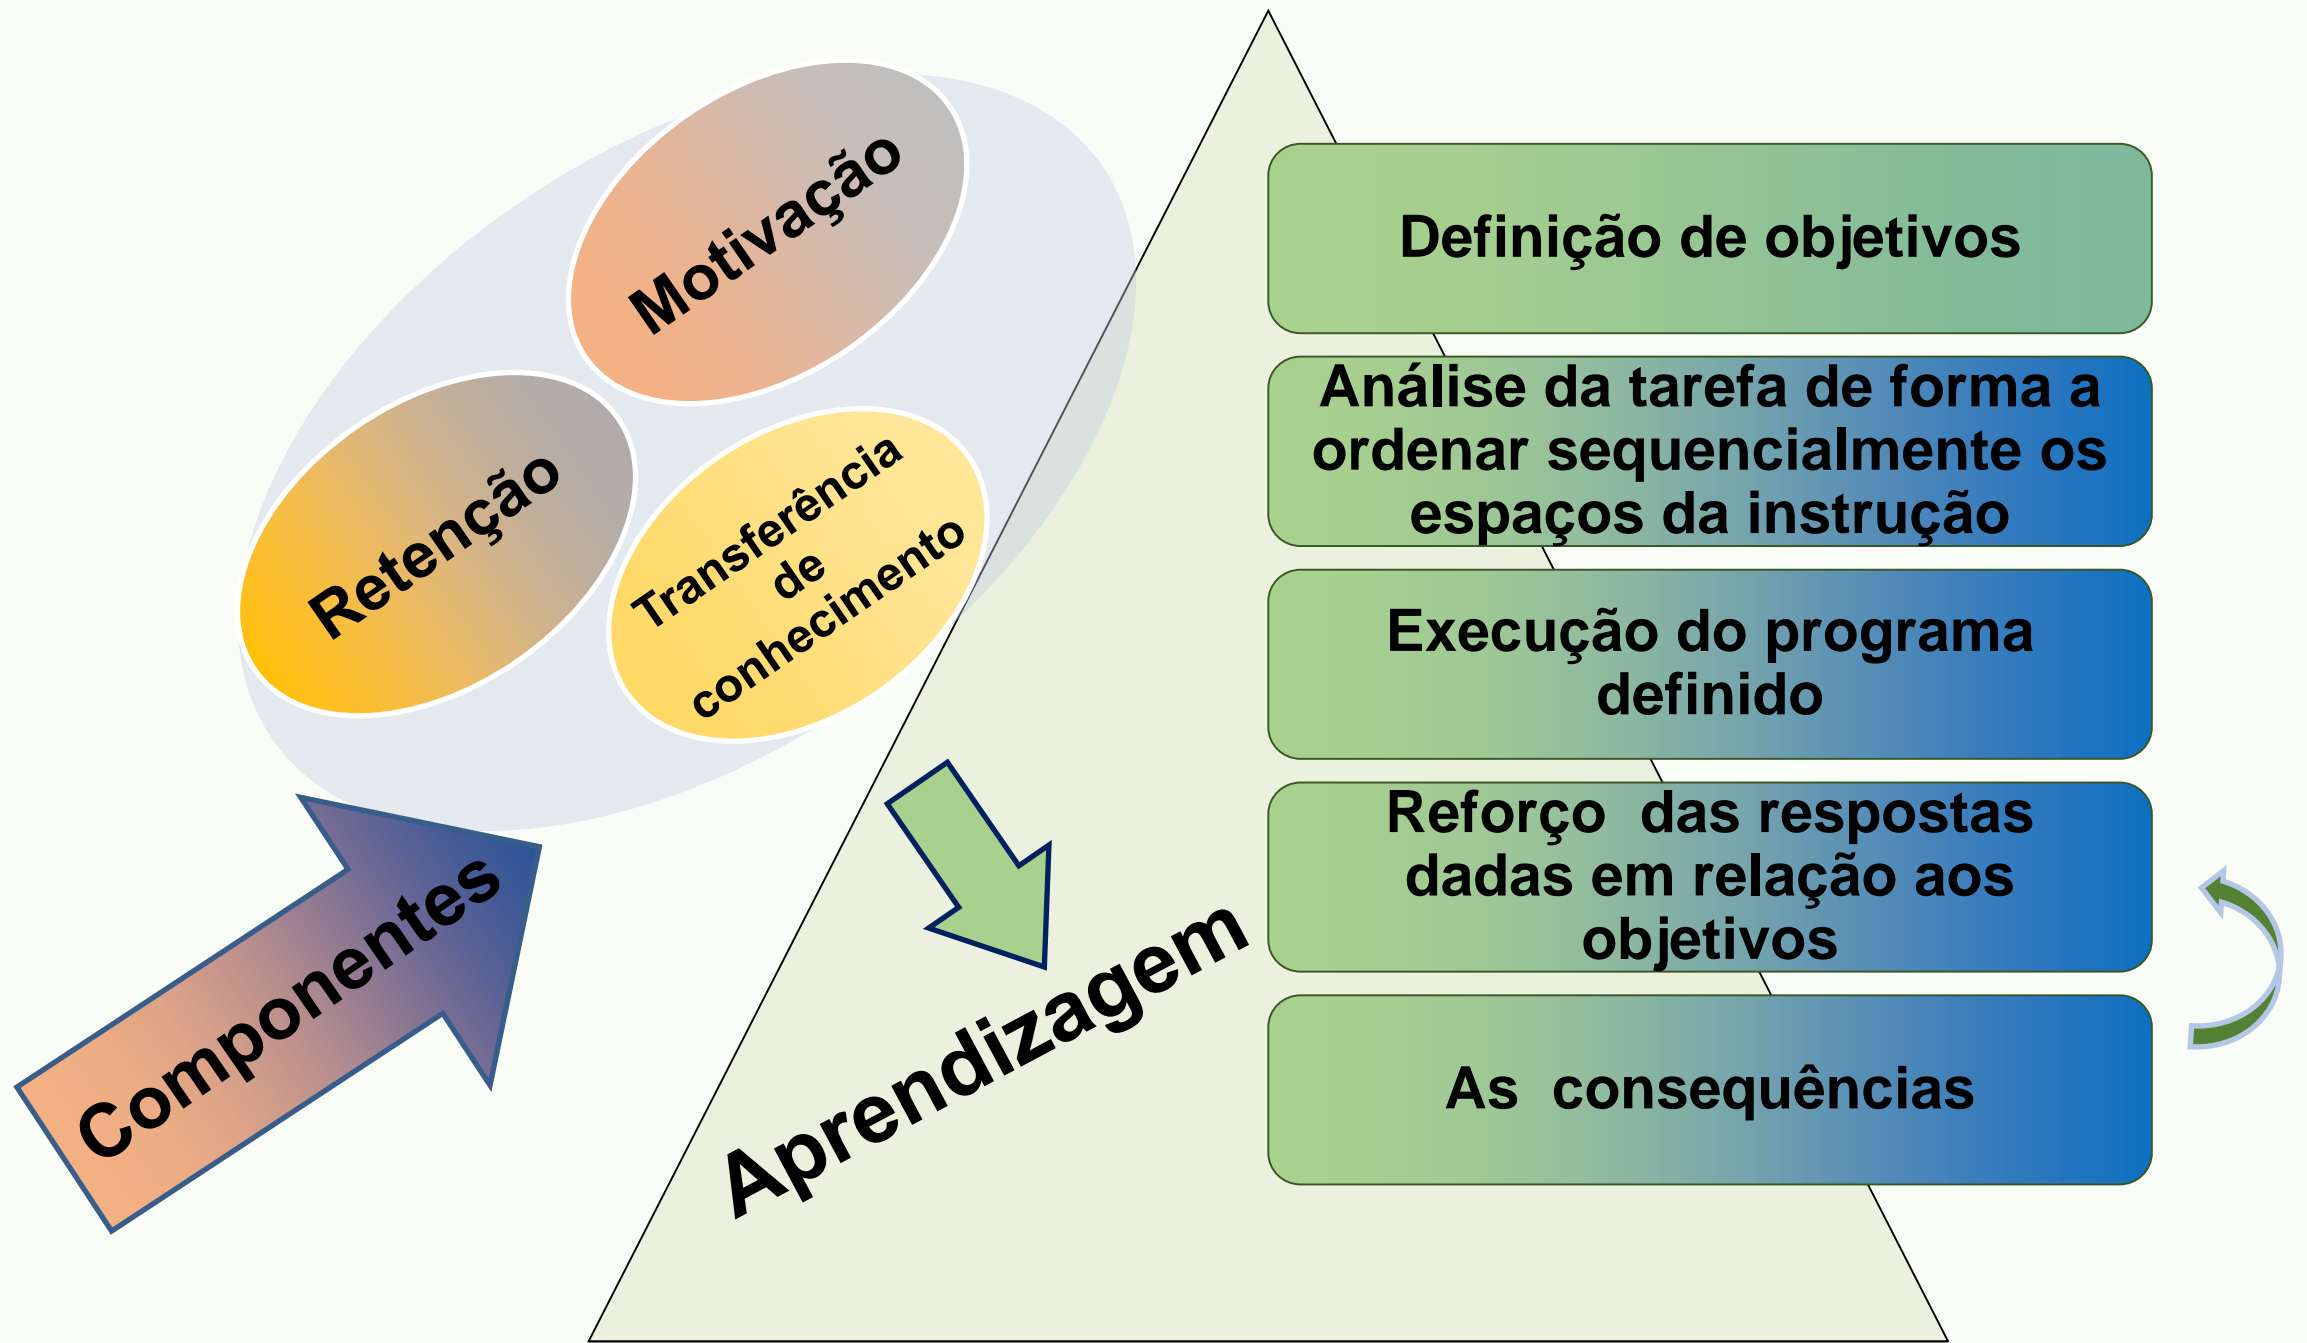 Motivação
Retenção
Transferência
de
conhecimento
Componentes
Aprendizagem
Definição de objetivos
Análise da tarefa de forma a
ordenar sequencialmente os
espaços da instrução
Execução do programa
definido
Reforço  das respostas
dadas em relação aos
objetivos
As  consequências